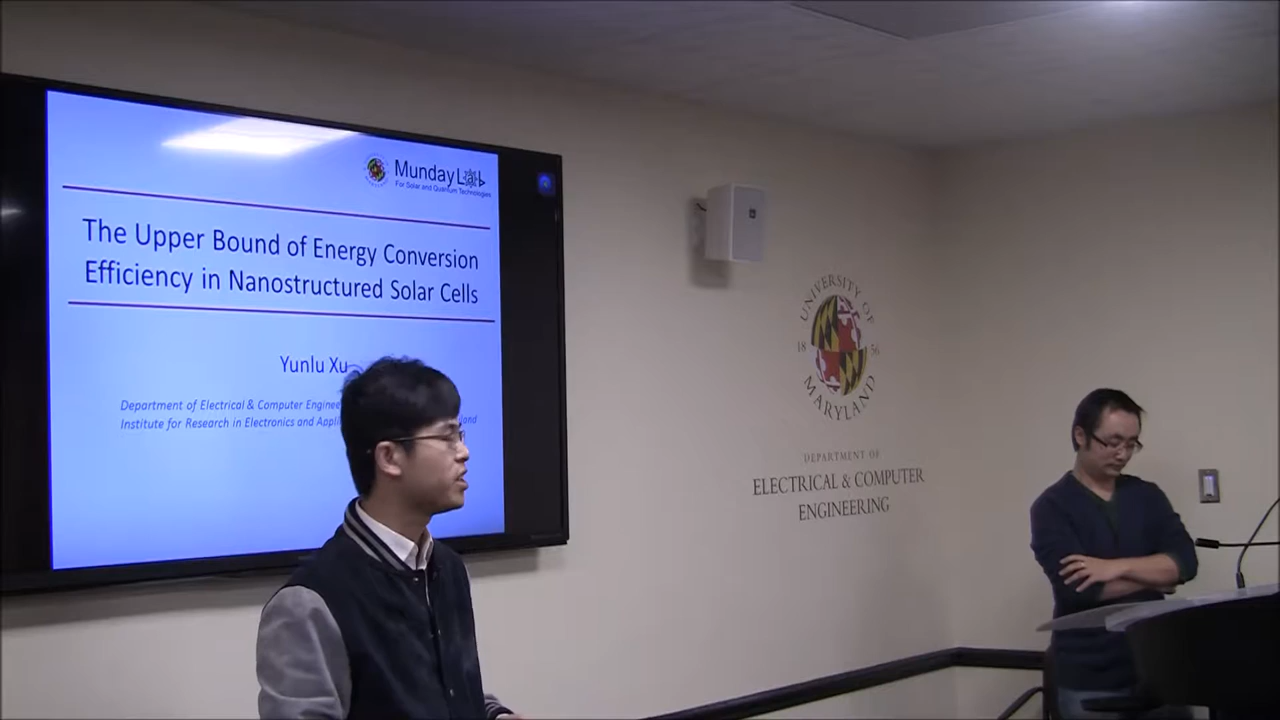 Munday Lab
For Solar and Quantum Technologies
The Upper Bound of Energy Conversion
Efficiency in Nanostructured Solar Cells
Yunlu Xu
Department of Electrical & Computer
Institute for Research in Electronics and
UNIVERSITY OF
18 56
MARYLAND
DEPARTMENT OF
ELECTRICAL & COMPUTER
ENGINEERING